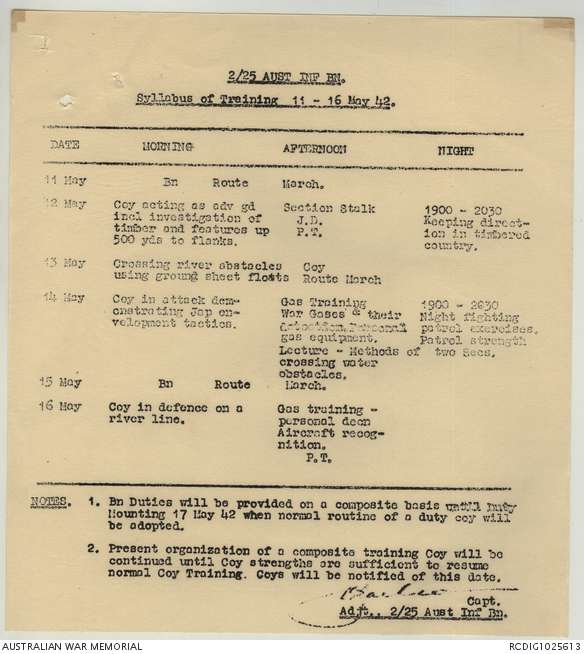 2/25 AUST INF BN.
Syllabus of Training 11 - 16 May 42.
DATE MORNING AFTERNOON NIGHT
11 May Bn Route March.
12 May Coy acting as adv gd Section Stalk 1900 - 2030
incl investigation of J.D. Keeping direct-
timber and features up P.T. ion in timbered
500 yds to flanks. country.
13 May Crossing river obstacles Coy
using ground sheet floats Route March
14 May Coy in attack dem- Gas Training 1900 - 2030
onstrating Jap en- War Gases & their Night fighting
velopment tactics. detection, Personal patrol exercises.
gas equipment. Patrol strength
Lecture - Methods of two Secs.
crossing water
obstacles.
15 May Bn Route March.
16 May Coy in defence on a Gas training -
river line. personal decn
Aircraft recog-
nition.
P.T.
NOTES. 1. Bn Duties will be provided on a composite basis until Duty
Mounting 17 May 42 when normal routine of a duty coy will
be adopted.
2. Present organization of a composite training Coy will be
continued until Coy strengths are sufficient to resume
normal Coy Training. Coys will be notified of this date.
Capt.
Adjt., 2/25 Aust Inf Bn.
AUSTRALIAN WAR MEMORIAL RCDIG1025613